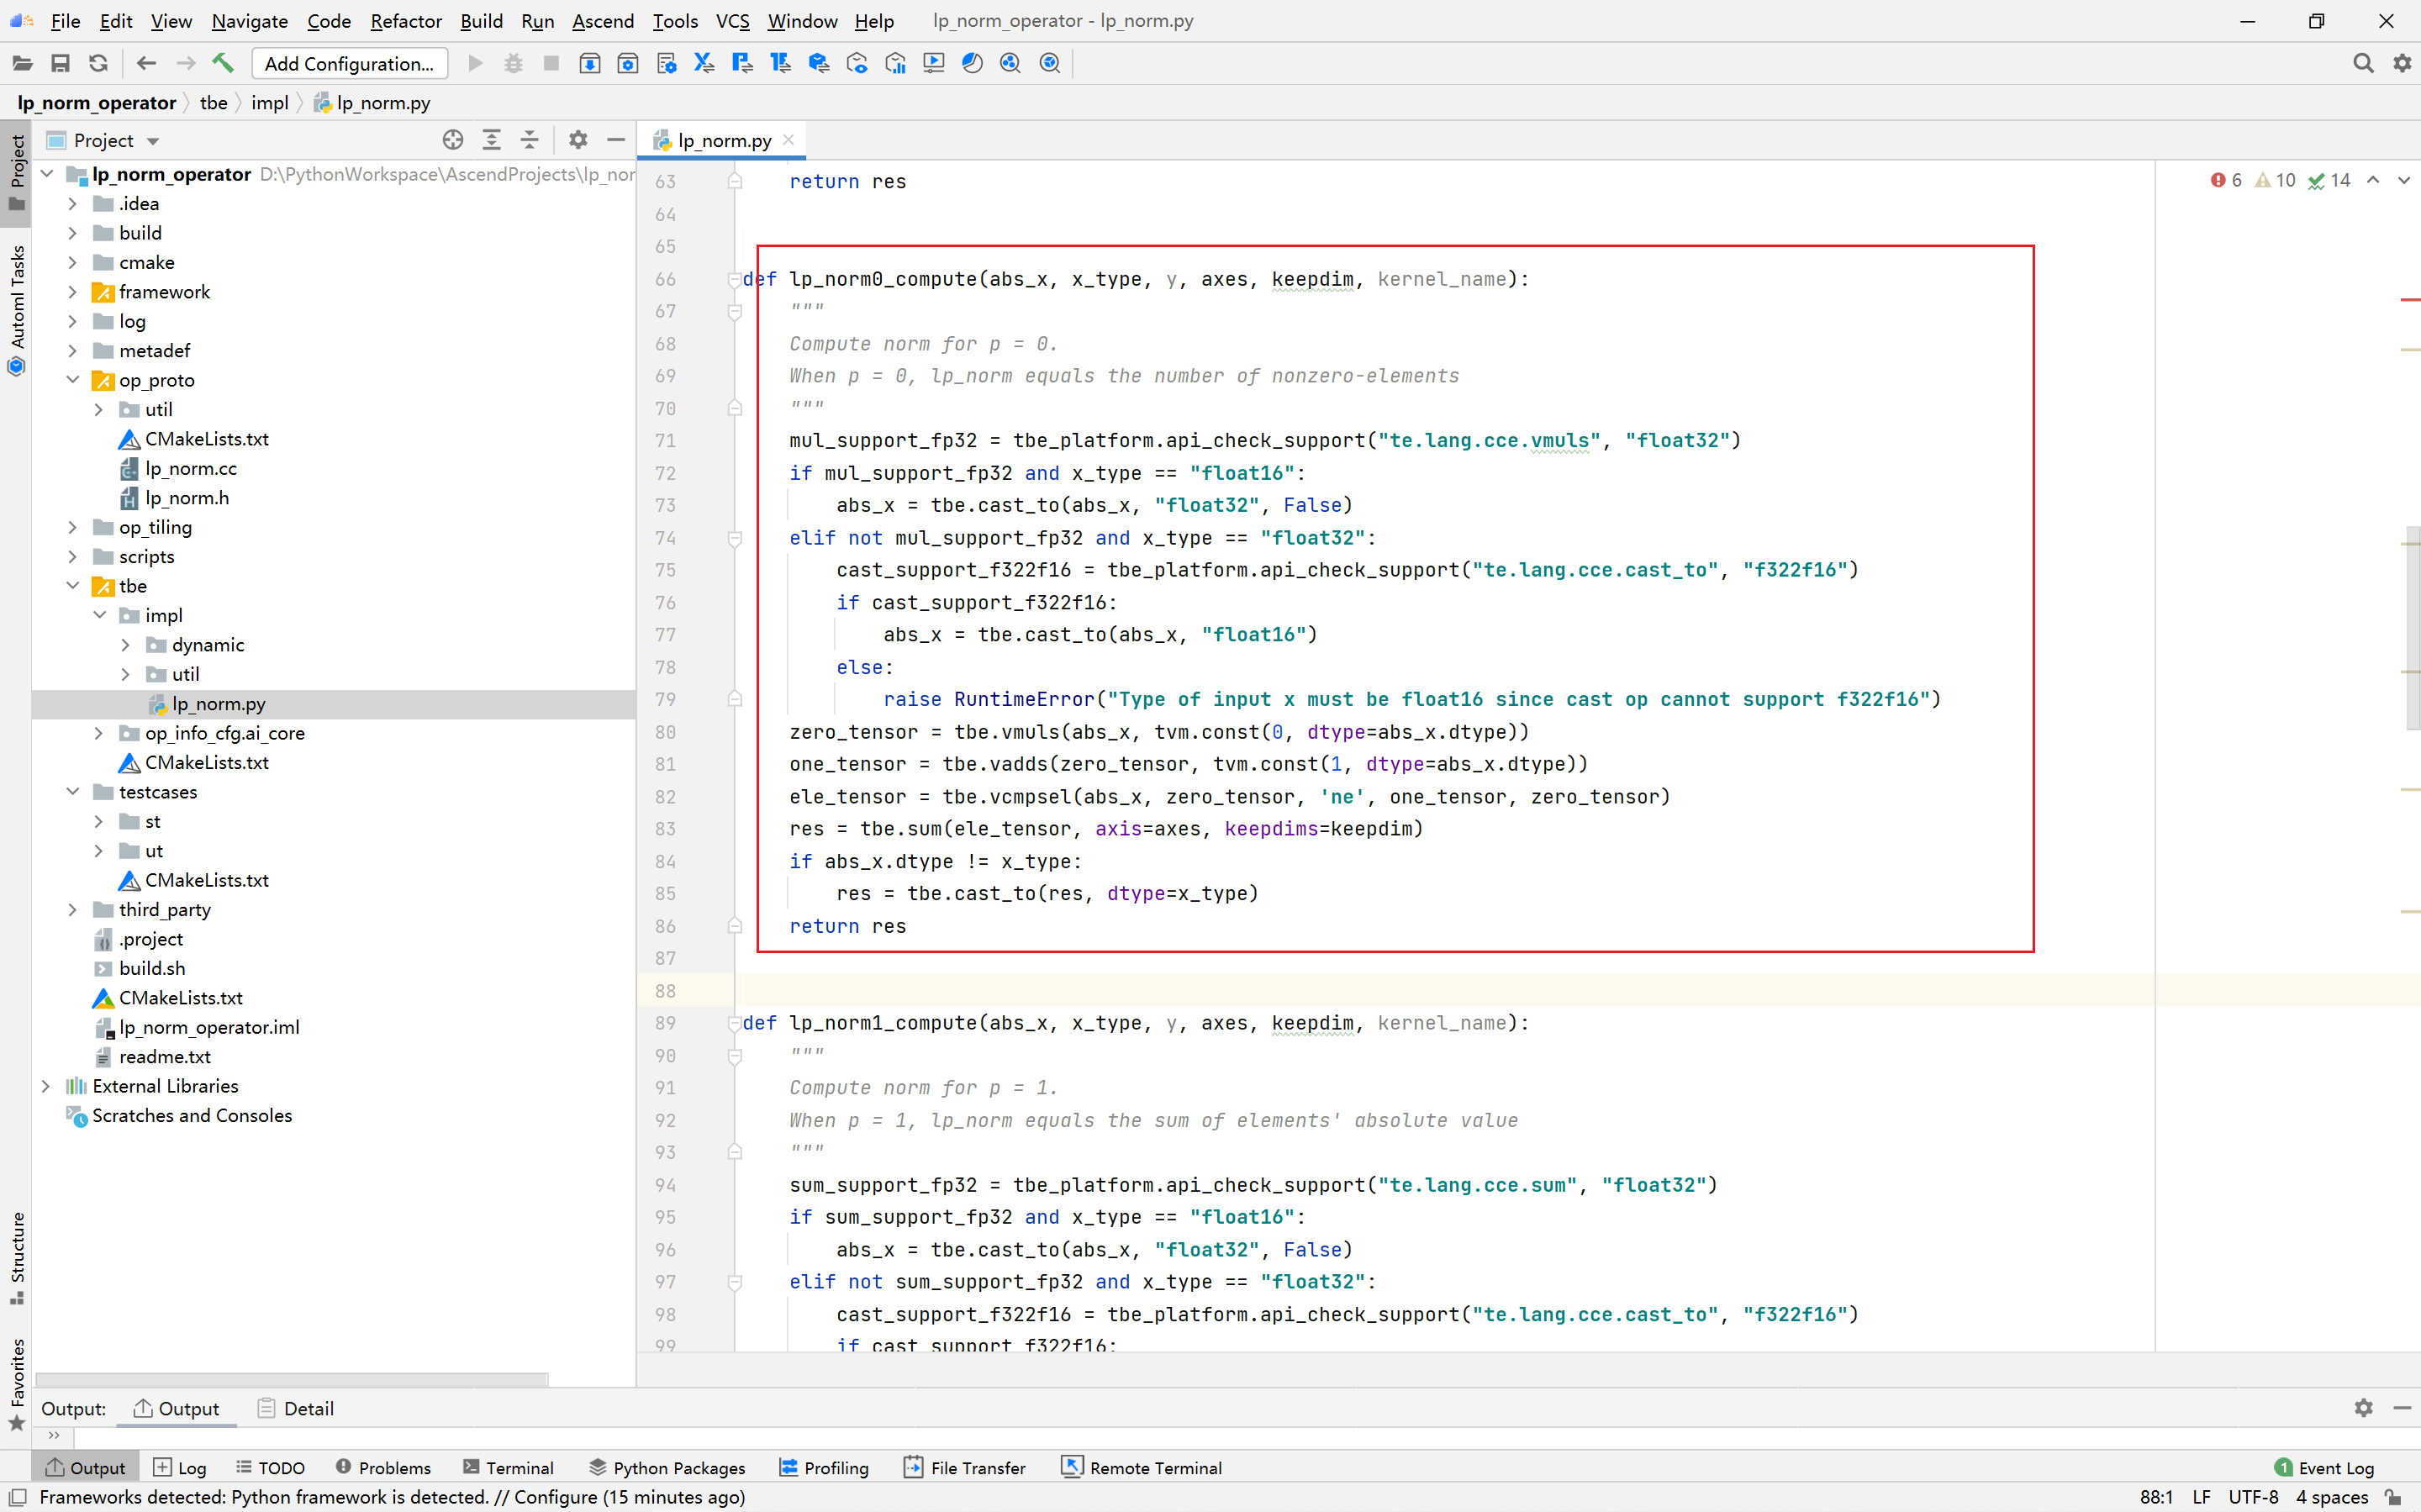 File Edit View Navigate Code Refactor Build Run Ascend Tools VCS Window Help lp_norm_operator - lp_norm.py
Add Configuration...
lp_norm_operator tbe impl lp_norm.py
Project
Automl Tasks
Structure
Favorites
Project
lp_norm_operator D:\PythonWorkspace\AscendProjects\lp_nor
.idea
build
cmake
framework
log
metadef
op_proto
util
CMakeLists.txt
lp_norm.cc
lp_norm.h
op_tiling
scripts
tbe
impl
dynamic
util
lp_norm.py
op_info_cfg.ai_core
CMakeLists.txt
testcases
st
ut
CMakeLists.txt
third_party
.project
build.sh
CMakeLists.txt
lp_norm_operator.iml
readme.txt
External Libraries
Scratches and Consoles
lp_norm.py
6 10 14
63 return res
64
65
66 def lp_norm0_compute(abs_x, x_type, y, axes, keepdim, kernel_name):
67 """
68 Compute norm for p = 0.
69 When p = 0, lp_norm equals the number of nonzero-elements
70 """
71 mul_support_fp32 = tbe_platform.api_check_support("te.lang.cce.vmuls", "float32")
72 if mul_support_fp32 and x_type == "float16":
73 abs_x = tbe.cast_to(abs_x, "float32", False)
74 elif not mul_support_fp32 and x_type == "float32":
75 cast_support_f322f16 = tbe_platform.api_check_support("te.lang.cce.cast_to", "f322f16")
76 if cast_support_f322f16:
77 abs_x = tbe.cast_to(abs_x, "float16")
78 else:
79 raise RuntimeError("Type of input x must be float16 since cast op cannot support f322f16")
80 zero_tensor = tbe.vmuls(abs_x, tvm.const(0, dtype=abs_x.dtype))
81 one_tensor = tbe.vadds(zero_tensor, tvm.const(1, dtype=abs_x.dtype))
82 ele_tensor = tbe.vcmpsel(abs_x, zero_tensor, 'ne', one_tensor, zero_tensor)
83 res = tbe.sum(ele_tensor, axis=axes, keepdims=keepdim)
84 if abs_x.dtype != x_type:
85 res = tbe.cast_to(res, dtype=x_type)
86 return res
87
88
89 def lp_norm1_compute(abs_x, x_type, y, axes, keepdim, kernel_name):
90 """
91 Compute norm for p = 1.
92 When p = 1, lp_norm equals the sum of elements' absolute value
93 """
94 sum_support_fp32 = tbe_platform.api_check_support("te.lang.cce.sum", "float32")
95 if sum_support_fp32 and x_type == "float16":
96 abs_x = tbe.cast_to(abs_x, "float32", False)
97 elif not sum_support_fp32 and x_type == "float32":
98 cast_support_f322f16 = tbe_platform.api_check_support("te.lang.cce.cast_to", "f322f16")
99 if cast_support_f322f16:
Output: Output Detail
Output Log TODO Problems Terminal Python Packages Profiling File Transfer Remote Terminal 1 Event Log
Frameworks detected: Python framework is detected. // Configure (15 minutes ago) 88:1 LF UTF-8 4 spaces